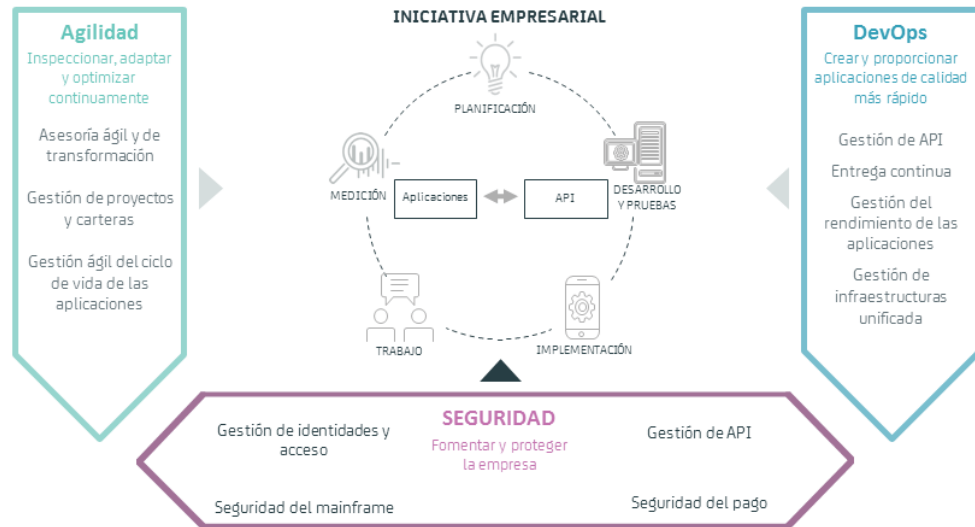 Agilidad
Inspeccionar, adaptar
y optimizar
continuamente
Asesoría ágil y de
transformación
Gestión de proyectos
y carteras
Gestión ágil del ciclo
de vida de las
aplicaciones
INICIATIVA EMPRESARIAL
PLANIFICACIÓN
MEDICIÓN
Aplicaciones
API
DESARROLLO
Y PRUEBAS
TRABAJO
IMPLEMENTACIÓN
DevOps
Crear y proporcionar
aplicaciones de calidad
más rápido
Gestión de API
Entrega continua
Gestión del
rendimiento de las
aplicaciones
Gestión de
infraestructuras
unificada
SEGURIDAD
Fomentar y proteger
la empresa
Gestión de identidades y
acceso
Seguridad del mainframe
Gestión de API
Seguridad del pago